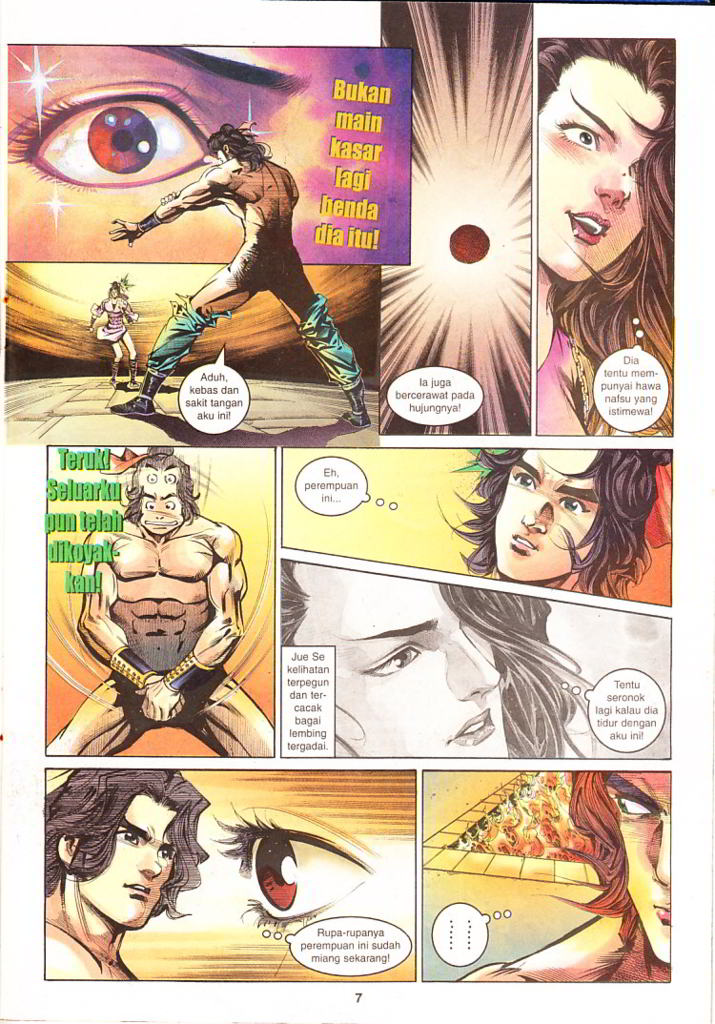 Bukan
main
kasar
lagi
benda
dia itu!
Aduh,
kebas dan
sakit tangan
aku ini!
Ia juga
bercerawat pada
hujungnya!
Dia
tentu mem-
punyai hawa
nafsu yang
istimewa!
Teruk!
Seluarku
pun telah
dikoyak-
kan!
Eh,
perempuan
ini...
Jue Se
kelihatan
terpegun
dan ter-
cacak
bagai
lembing
tergadai.
Tentu
seronok
lagi kalau dia
tidur dengan
aku ini!
Rupa-rupanya
perempuan ini sudah
miang sekarang!
7